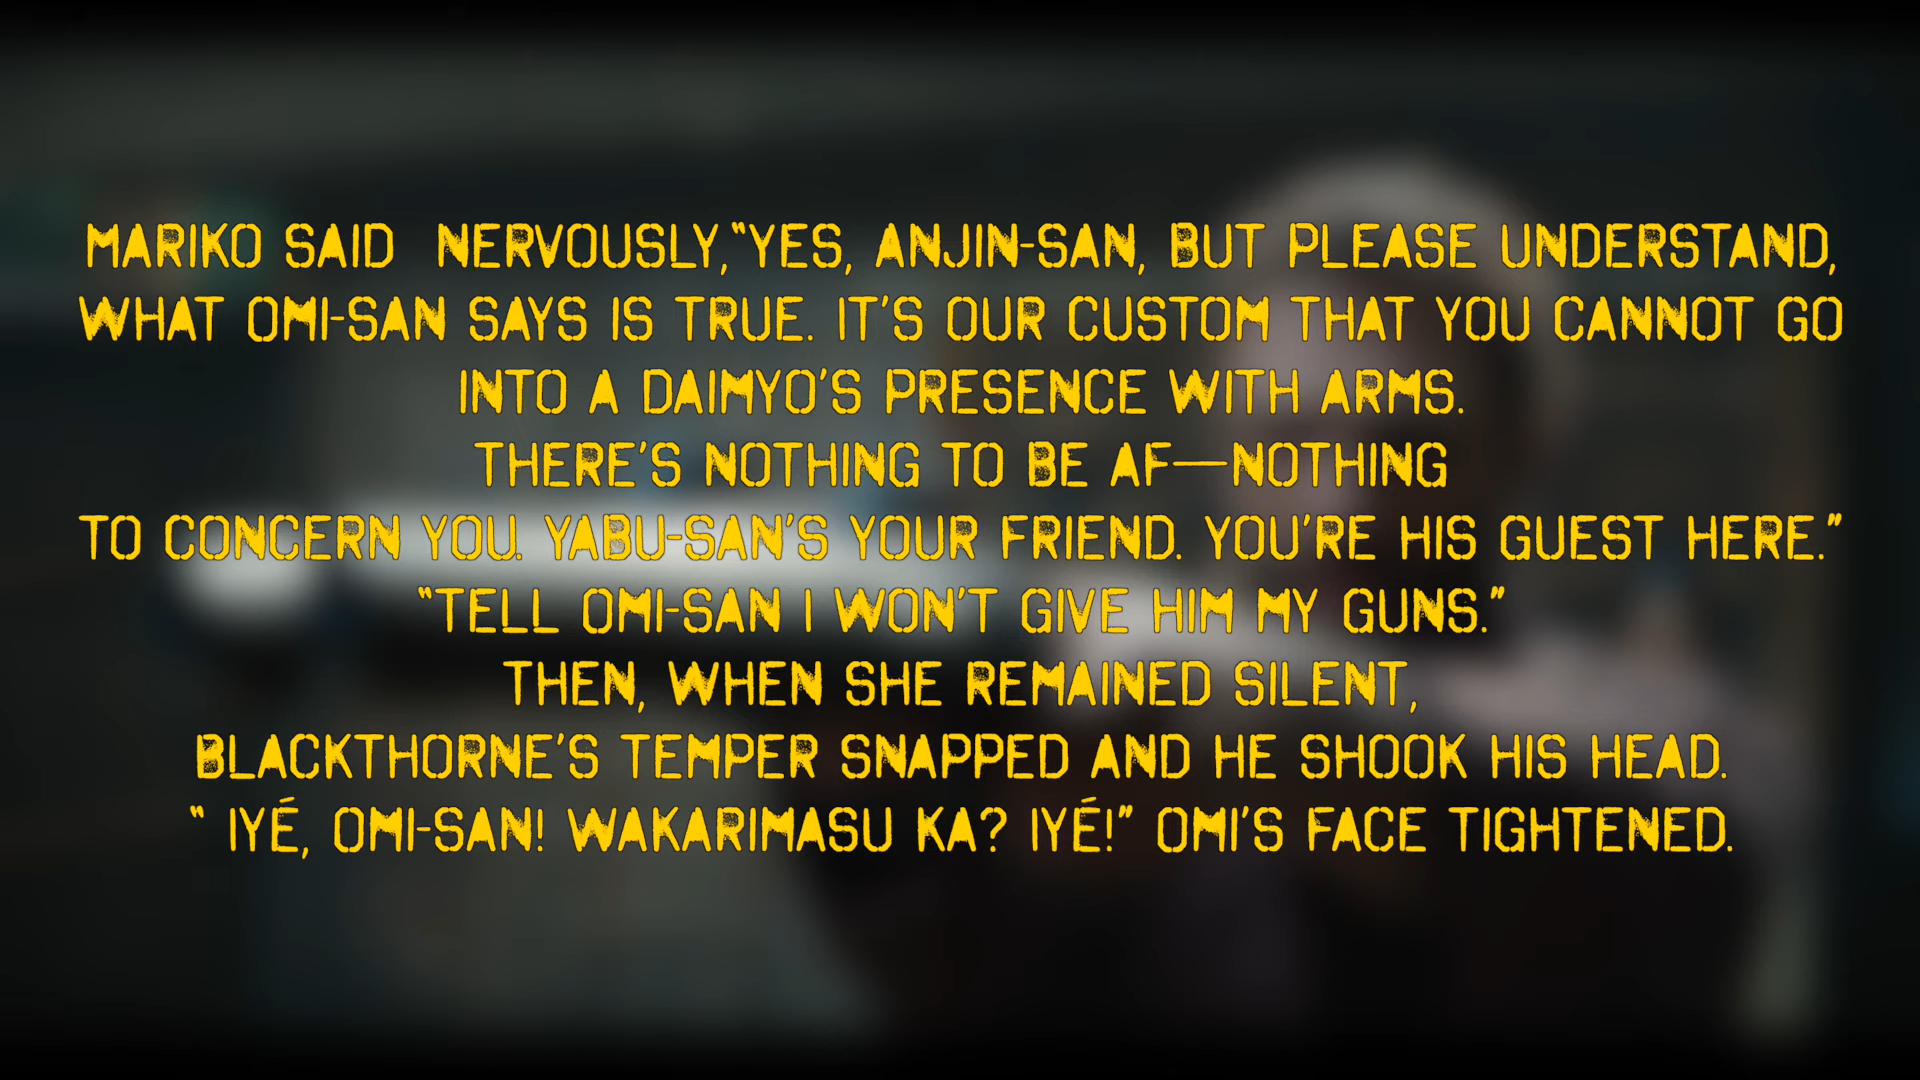 MARIKO SAID NERVOUSLY,“YES, ANJIN-SAN, BUT PLEASE UNDERSTAND,
WHAT OMI-SAN SAYS IS TRUE. IT’S OUR CUSTOM THAT YOU CANNOT GO
INTO A DAIMYO’S PRESENCE WITH ARMS.
THERE’S NOTHING TO BE AF—NOTHING
TO CONCERN YOU. YABU-SAN’S YOUR FRIEND. YOU’RE HIS GUEST HERE.”
“TELL OMI-SAN I WON’T GIVE HIM MY GUNS.”
THEN, WHEN SHE REMAINED SILENT,
BLACKTHORNE’S TEMPER SNAPPED AND HE SHOOK HIS HEAD.
“ IYÉ, OMI-SAN! WAKARIMASU KA? IYÉ!” OMI’S FACE TIGHTENED.